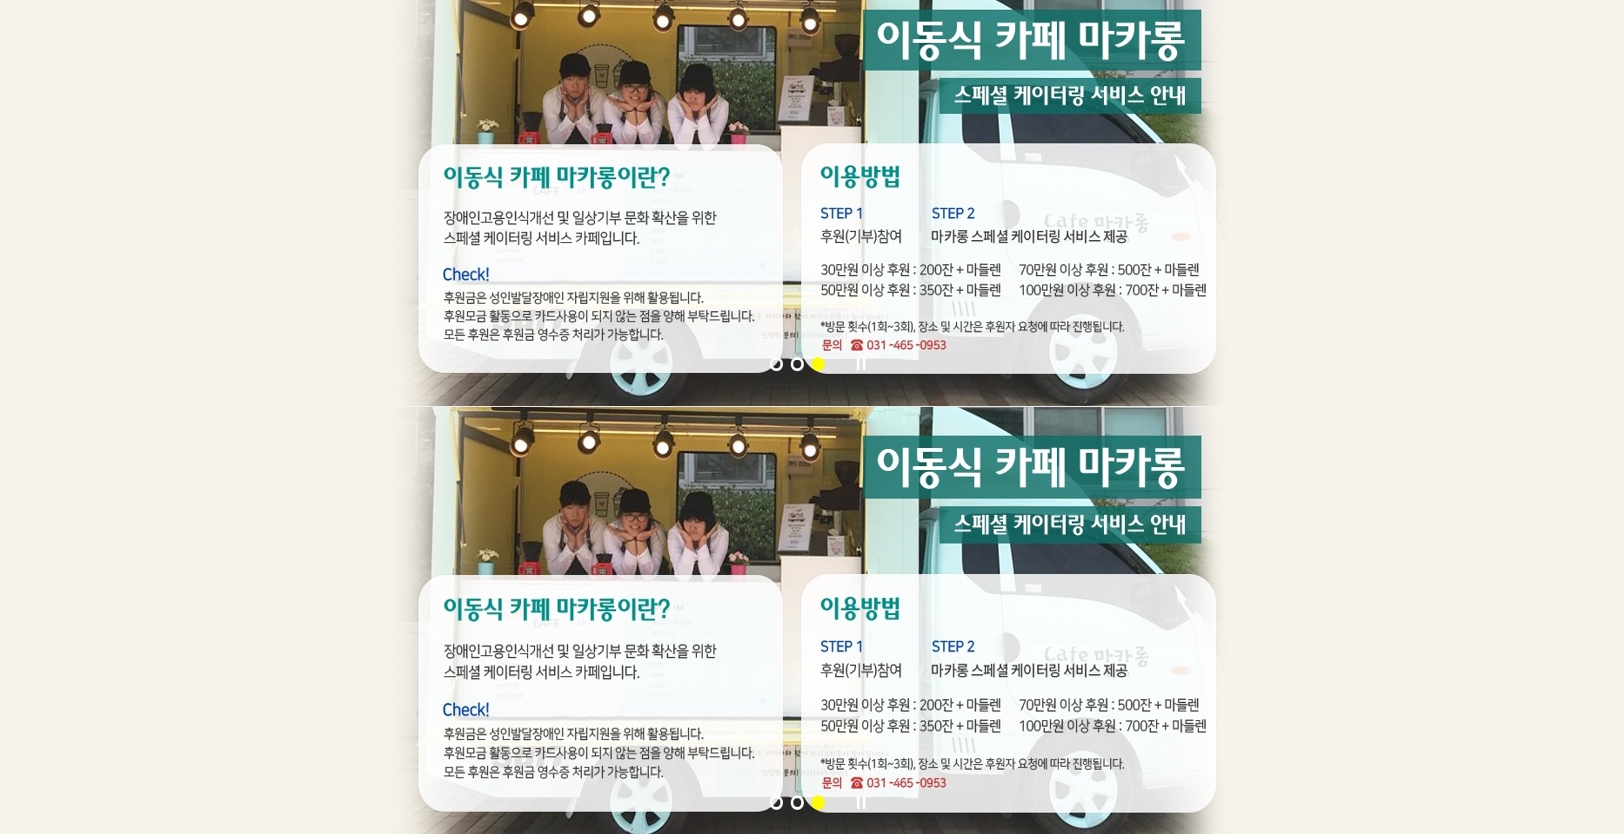 이동식 카페 마카롱
스페셜 케이터링 서비스 안내
이동식 카페 마카롱이란?
장애인고용인식개선 및 일상기부 문화 확산을 위한
스페셜 케이터링 서비스 카페입니다.
Check!
후원금은 성인발달장애인 자립지원을 위해 활용됩니다.
후원모금 활동으로 카드사용이 되지 않는 점을 양해 부탁드립니다.
모든 후원은 후원금 영수증 처리가 가능합니다.
이용방법
STEP 1 STEP 2
후원(기부)참여 마카롱 스페셜 케이터링 서비스 제공
30만원 이상 후원 : 200잔 + 마들렌 70만원 이상 후원 : 500잔 + 마들렌
50만원 이상 후원 : 350잔 + 마들렌 100만원 이상 후원 : 700잔 + 마들렌
*방문 횟수(1회~3회), 장소 및 시간은 후원자 요청에 따라 진행됩니다.
문의 ☎ 031-465-0953
Cafe 마카롱
이동식 카페 마카롱
스페셜 케이터링 서비스 안내
이동식 카페 마카롱이란?
장애인고용인식개선 및 일상기부 문화 확산을 위한
스페셜 케이터링 서비스 카페입니다.
Check!
후원금은 성인발달장애인 자립지원을 위해 활용됩니다.
후원모금 활동으로 카드사용이 되지 않는 점을 양해 부탁드립니다.
모든 후원은 후원금 영수증 처리가 가능합니다.
이용방법
STEP 1 STEP 2
후원(기부)참여 마카롱 스페셜 케이터링 서비스 제공
30만원 이상 후원 : 200잔 + 마들렌 70만원 이상 후원 : 500잔 + 마들렌
50만원 이상 후원 : 350잔 + 마들렌 100만원 이상 후원 : 700잔 + 마들렌
*방문 횟수(1회~3회), 장소 및 시간은 후원자 요청에 따라 진행됩니다.
문의 ☎ 031-465-0953
Cafe 마카롱